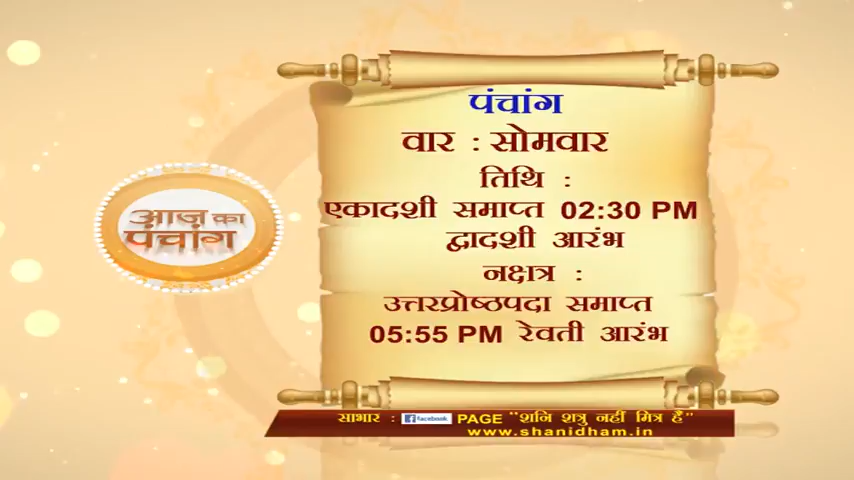 पंचांग
वार : सोमवार
तिथि :
एकादशी समाप्त 02:30 PM
द्वादशी आरंभ
नक्षत्र :
उत्तरप्रोष्ठपदा समाप्त
05:55 PM रेवती आरंभ
आज का
पंचांग
साभार : facebook PAGE "शनि शत्रु नहीं मित्र है"
www.shanidham.in